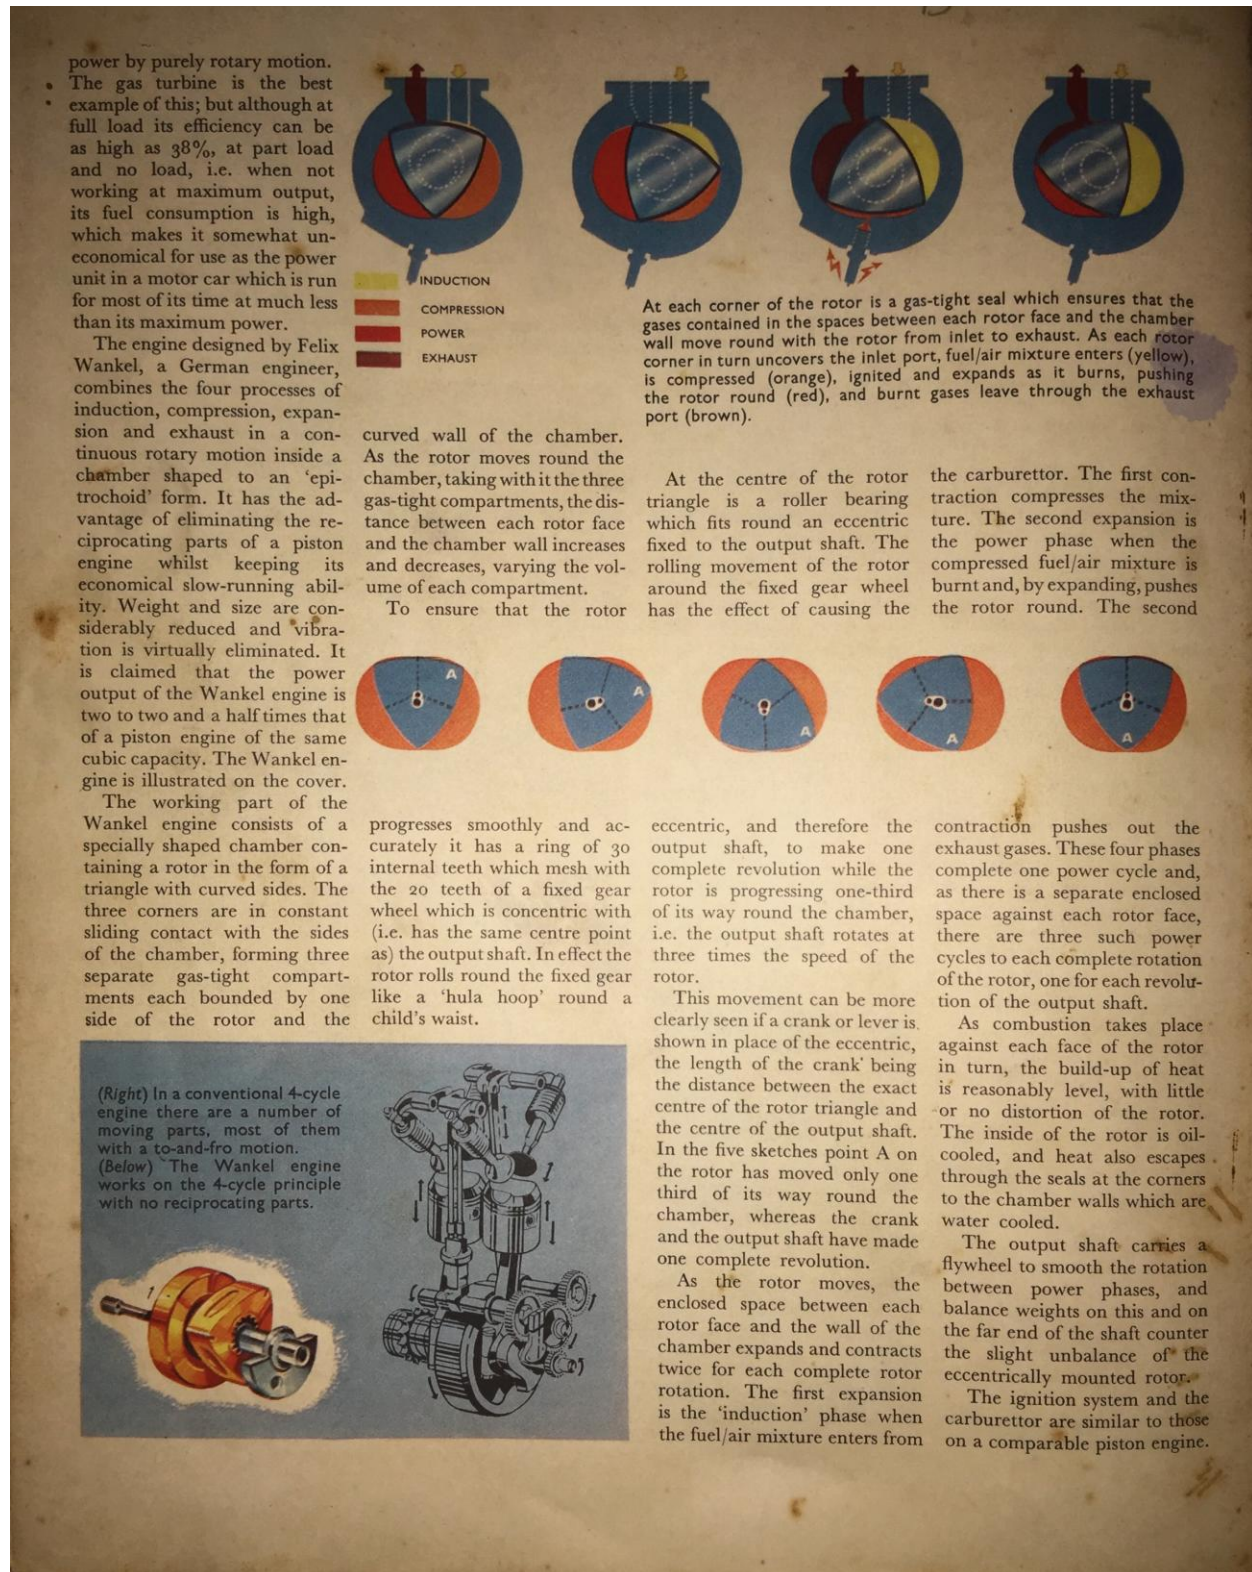 power by purely rotary motion.
The gas turbine is the best
example of this; but although at
full load its efficiency can be
as high as 38%, at part load
and no load, i.e. when not
working at maximum output,
its fuel consumption is high,
which makes it somewhat un-
economical for use as the power
unit in a motor car which is run
for most of its time at much less
than its maximum power.
The engine designed by Felix
Wankel, a German engineer,
combines the four processes of
induction, compression, expan-
sion and exhaust in a con-
tinuous rotary motion inside a
chamber shaped to an 'epi-
trochoid' form. It has the ad-
vantage of eliminating the re-
ciprocating parts of a piston
engine whilst keeping its
economical slow-running abil-
ity. Weight and size are con-
siderably reduced and vibra-
tion is virtually eliminated. It
is claimed that the power
output of the Wankel engine is
two to two and a half times that
of a piston engine of the same
cubic capacity. The Wankel en-
gine is illustrated on the cover.
The working part of the
Wankel engine consists of a
specially shaped chamber con-
taining a rotor in the form of a
triangle with curved sides. The
three corners are in constant
sliding contact with the sides
of the chamber, forming three
separate gas-tight compart-
ments each bounded by one
side of the rotor and the
INDUCTION
COMPRESSION
POWER
EXHAUST
At each corner of the rotor is a gas-tight seal which ensures that the
gases contained in the spaces between each rotor face and the chamber
wall move round with the rotor from inlet to exhaust. As each rotor
corner in turn uncovers the inlet port, fuel/air mixture enters (yellow),
is compressed (orange), ignited and expands as it burns, pushing
the rotor round (red), and burnt gases leave through the exhaust
port (brown).
curved wall of the chamber.
As the rotor moves round the
chamber, taking with it the three
gas-tight compartments, the dis-
tance between each rotor face
and the chamber wall increases
and decreases, varying the vol-
ume of each compartment.
To ensure that the rotor
A
A
A
A
A
progresses smoothly and ac-
curately it has a ring of 30
internal teeth which mesh with
the 20 teeth of a fixed gear
wheel which is concentric with
(i.e. has the same centre point
as) the output shaft. In effect the
rotor rolls round the fixed gear
like a 'hula hoop' round a
child's waist.
At the centre of the rotor
triangle is a roller bearing
which fits round an eccentric
fixed to the output shaft. The
rolling movement of the rotor
around the fixed gear wheel
has the effect of causing the
eccentric, and therefore the
output shaft, to make one
complete revolution while the
rotor is progressing one-third
of its way round the chamber,
i.e. the output shaft rotates at
three times the speed of the
rotor.
This movement can be more
clearly seen if a crank or lever is
shown in place of the eccentric,
the length of the crank being
the distance between the exact
centre of the rotor triangle and
the centre of the output shaft.
In the five sketches point A on
the rotor has moved only one
third of its way round the
chamber, whereas the crank
and the output shaft have made
one complete revolution.
As the rotor moves, the
enclosed space between each
rotor face and the wall of the
chamber expands and contracts
twice for each complete rotor
rotation. The first expansion
is the 'induction' phase when
the fuel/air mixture enters from
the carburettor. The first con-
traction compresses the mix-
ture. The second expansion is
the power phase when the
compressed fuel/air mixture is
burnt and, by expanding, pushes
the rotor round. The second
contraction pushes out the
exhaust gases. These four phases
complete one power cycle and,
as there is a separate enclosed
space against each rotor face,
there are three such power
cycles to each complete rotation
of the rotor, one for each revolu-
tion of the output shaft.
As combustion takes place
against each face of the rotor
in turn, the build-up of heat
is reasonably level, with little
or no distortion of the rotor.
The inside of the rotor is oil-
cooled, and heat also escapes
through the seals at the corners
to the chamber walls which are
water cooled.
The output shaft carries a
flywheel to smooth the rotation
between power phases, and
balance weights on this and on
the far end of the shaft counter
the slight unbalance of the
eccentrically mounted rotor.
The ignition system and the
carburettor are similar to those
on a comparable piston engine.
(Right) In a conventional 4-cycle
engine there are a number of
moving parts, most of them
with a to-and-fro motion.
(Below) The Wankel engine
works on the 4-cycle principle
with no reciprocating parts.